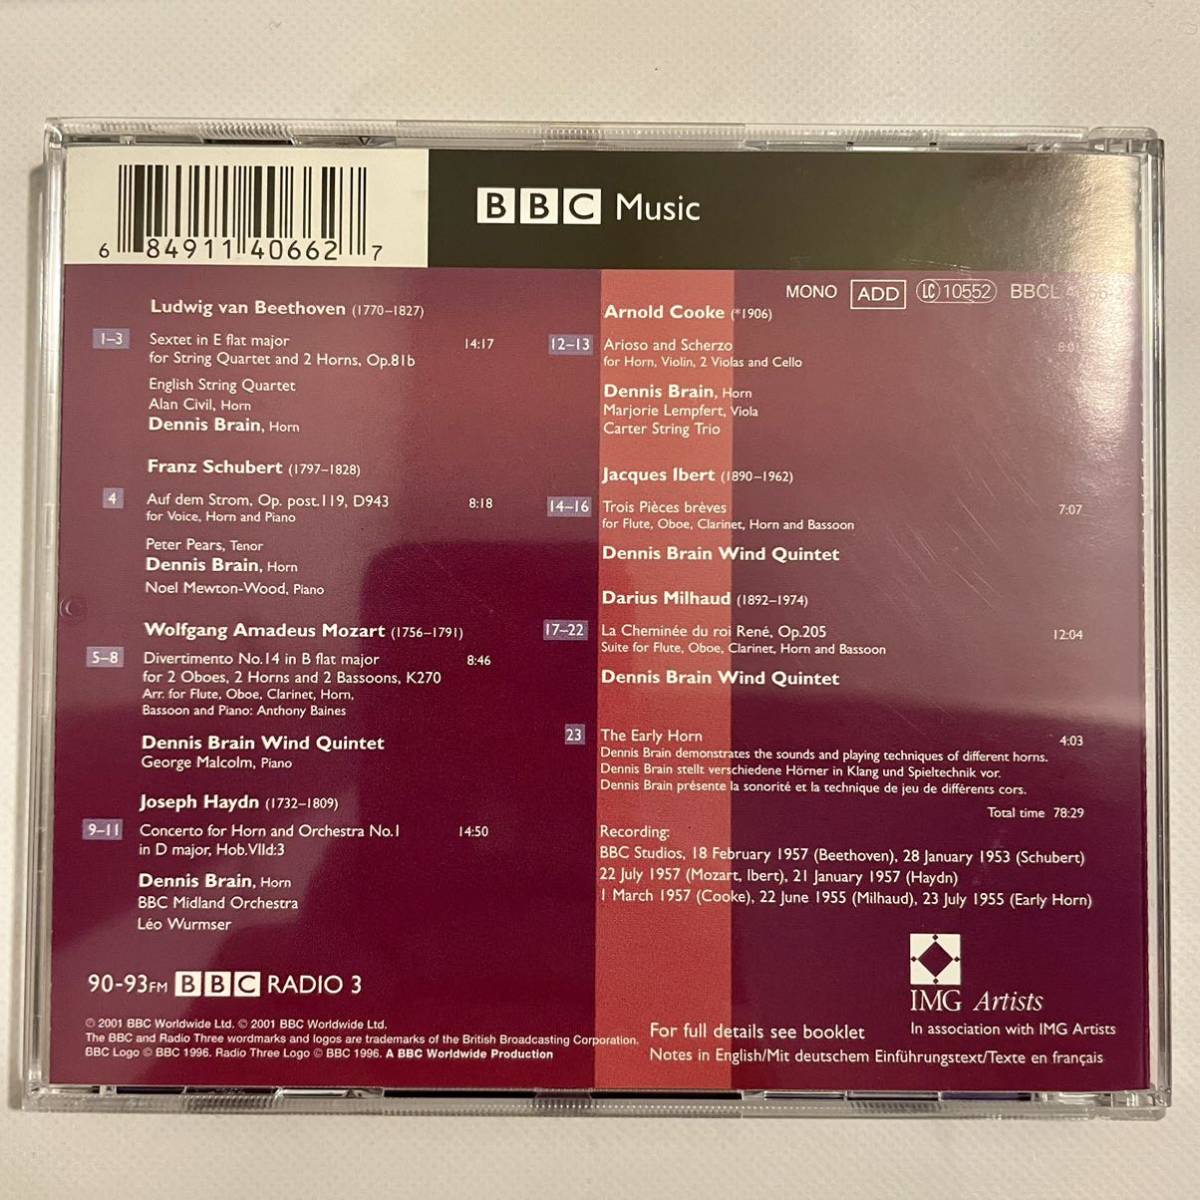 6 84911 40662 7
BBC Music
MONO ADD LC 10552 BBCL
Ludwig van Beethoven (1770–1827)
1–3 Sextet in E flat major 14:17
for String Quartet and 2 Horns, Op.81b
English String Quartet
Alan Civil, Horn
Dennis Brain, Horn
Franz Schubert (1797–1828)
4 Auf dem Strom, Op. post.119, D943 8:18
for Voice, Horn and Piano
Peter Pears, Tenor
Dennis Brain, Horn
Noel Mewton-Wood, Piano
Wolfgang Amadeus Mozart (1756–1791)
5–8 Divertimento No.14 in B flat major 8:46
for 2 Oboes, 2 Horns and 2 Bassoons, K270
Arr. for Flute, Oboe, Clarinet, Horn,
Bassoon and Piano: Anthony Baines
Dennis Brain Wind Quintet
George Malcolm, Piano
Joseph Haydn (1732–1809)
9–11 Concerto for Horn and Orchestra No.1 14:50
in D major, Hob.VIId:3
Dennis Brain, Horn
BBC Midland Orchestra
Léo Wurmser
Arnold Cooke (*1906)
12–13 Arioso and Scherzo 8:01
for Horn, Violin, 2 Violas and Cello
Dennis Brain, Horn
Marjorie Lempfert, Viola
Carter String Trio
Jacques Ibert (1890–1962)
14–16 Trois Pièces brèves 7:07
for Flute, Oboe, Clarinet, Horn and Bassoon
Dennis Brain Wind Quintet
Darius Milhaud (1892–1974)
17–22 La Cheminée du roi René, Op.205 12:04
Suite for Flute, Oboe, Clarinet, Horn and Bassoon
Dennis Brain Wind Quintet
23 The Early Horn 4:03
Dennis Brain demonstrates the sounds and playing techniques of different horns.
Dennis Brain stellt verschiedene Hörner in Klang und Spieltechnik vor.
Dennis Brain présente la sonorité et la technique de jeu de différents cors.
Total time 78:29
Recording:
BBC Studios, 18 February 1957 (Beethoven), 28 January 1953 (Schubert)
22 July 1957 (Mozart, Ibert), 21 January 1957 (Haydn)
1 March 1957 (Cooke), 22 June 1955 (Milhaud), 23 July 1955 (Early Horn)
90-93FM BBC RADIO 3
℗ 2001 BBC Worldwide Ltd. © 2001 BBC Worldwide Ltd.
The BBC and Radio Three wordmarks and logos are trademarks of the British Broadcasting Corporation.
BBC Logo © BBC 1996. Radio Three Logo © BBC 1996. A BBC Worldwide Production
IMG Artists
In association with IMG Artists
For full details see booklet
Notes in English/Mit deutschem Einführungstext/Texte en français